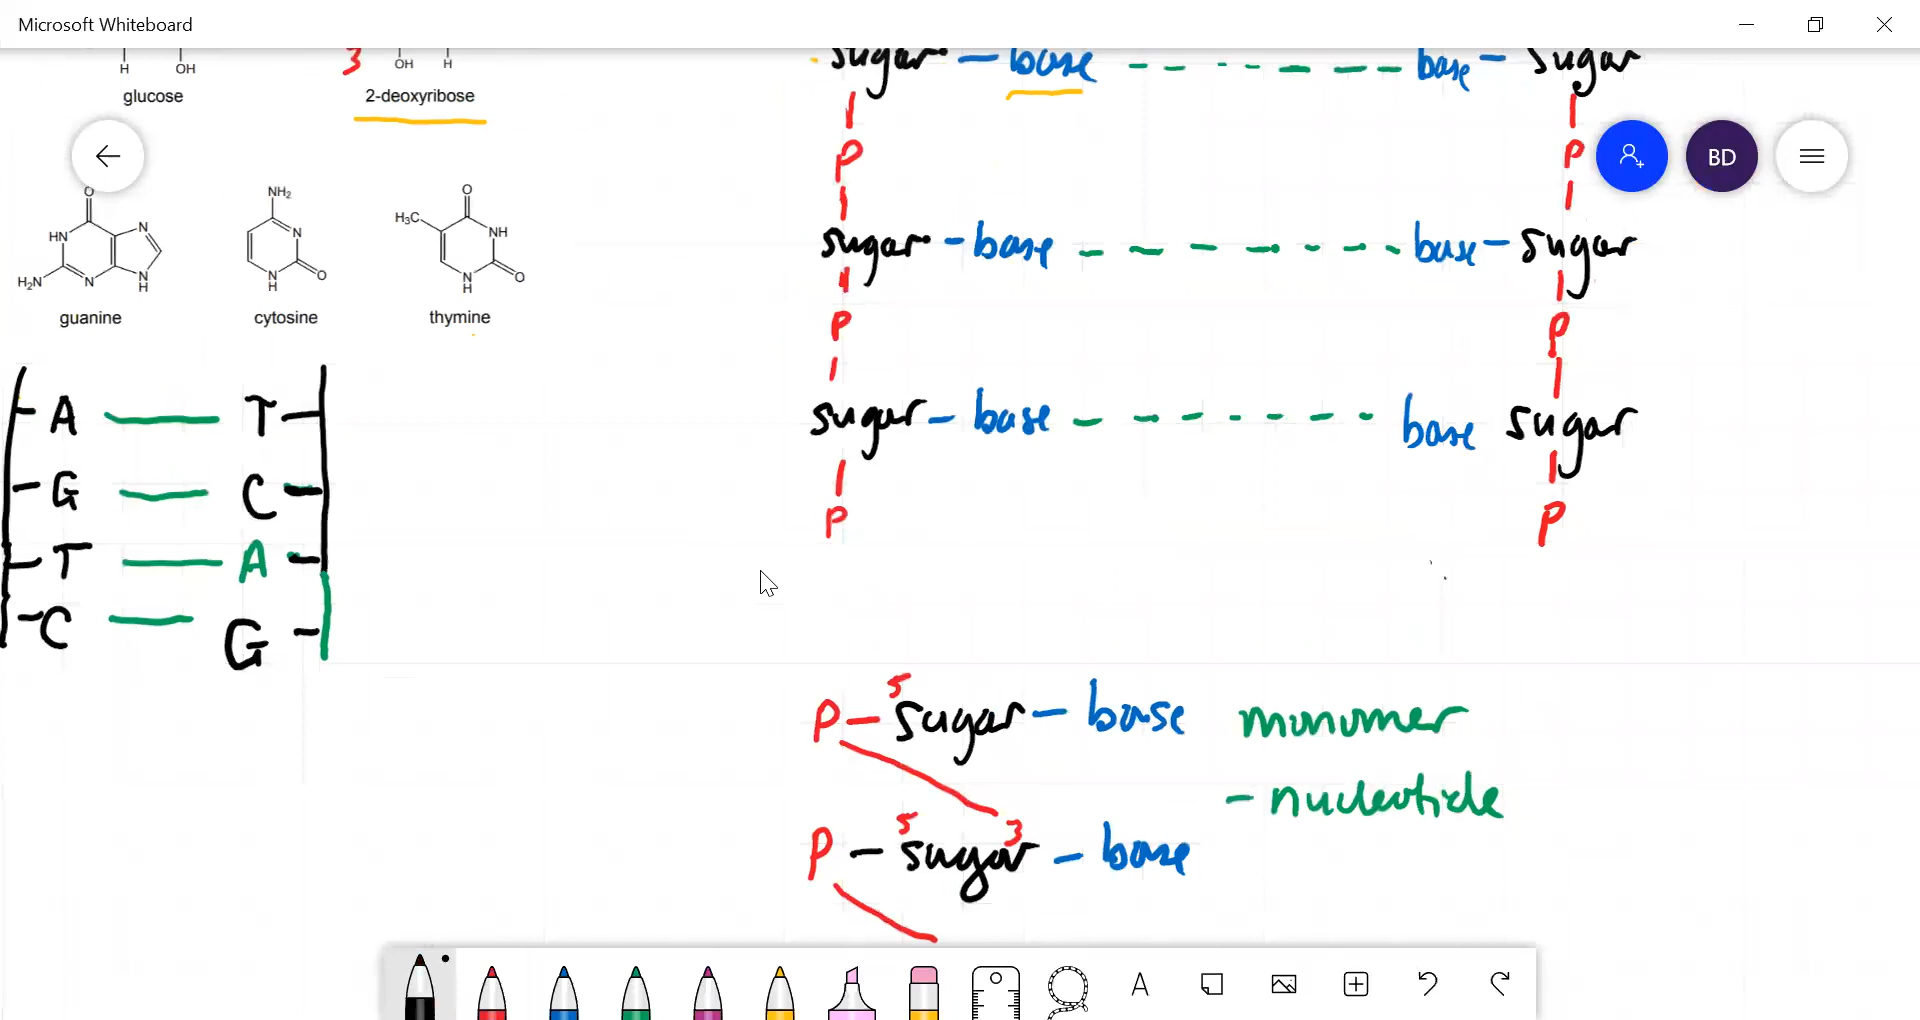 Microsoft Whiteboard
H OH 3 OH H
glucose 2-deoxyribose
sugar – base base – sugar
P P
sugar – base base – sugar
P P
sugar – base base sugar
P P
BD
O N HN H₂N N N H
guanine
NH₂ N N H O
cytosine
O H₃C NH N H O
thymine
A T
G C
T A
C G
P – 5 sugar – base monomer
– nucleotide
P – 5 sugar 3 – base
A